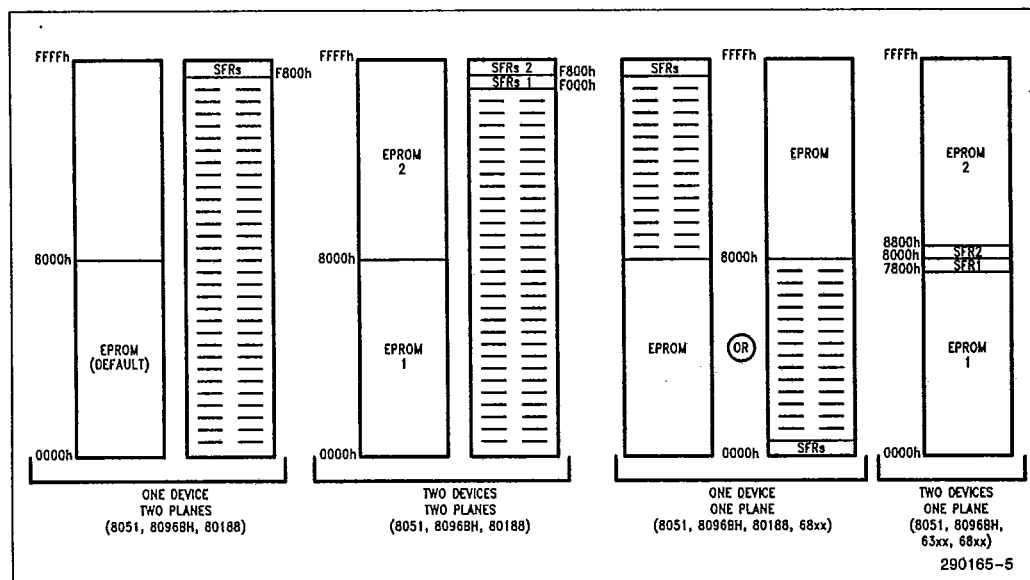 FFFFh
SFRs
F800h
8000h
EPROM
(DEFAULT)
0000h
ONE DEVICE
TWO PLANES
(8051, 8096BH, 80188)
FFFFh
SFRs 2
F800h
SFRs 1
F000h
EPROM
2
8000h
EPROM
1
0000h
TWO DEVICES
TWO PLANES
(8051, 8096BH, 80188)
FFFFh
SFRs
EPROM
8000h
EPROM
OR
0000h
SFRs
ONE DEVICE
ONE PLANE
(8051, 8096BH, 80188, 68xx)
FFFFh
EPROM
2
8800h
SFR2
8000h
SFR1
7800h
EPROM
1
0000h
TWO DEVICES
ONE PLANE
(8051, 8096BH,
63xx, 68xx)
290165-5